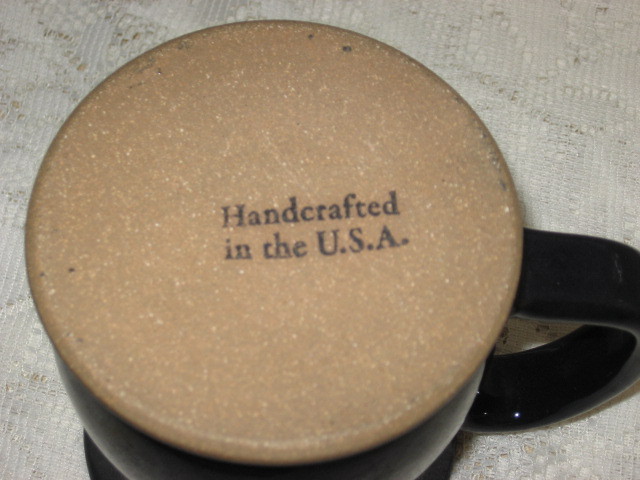 Handcrafted
in the U.S.A.